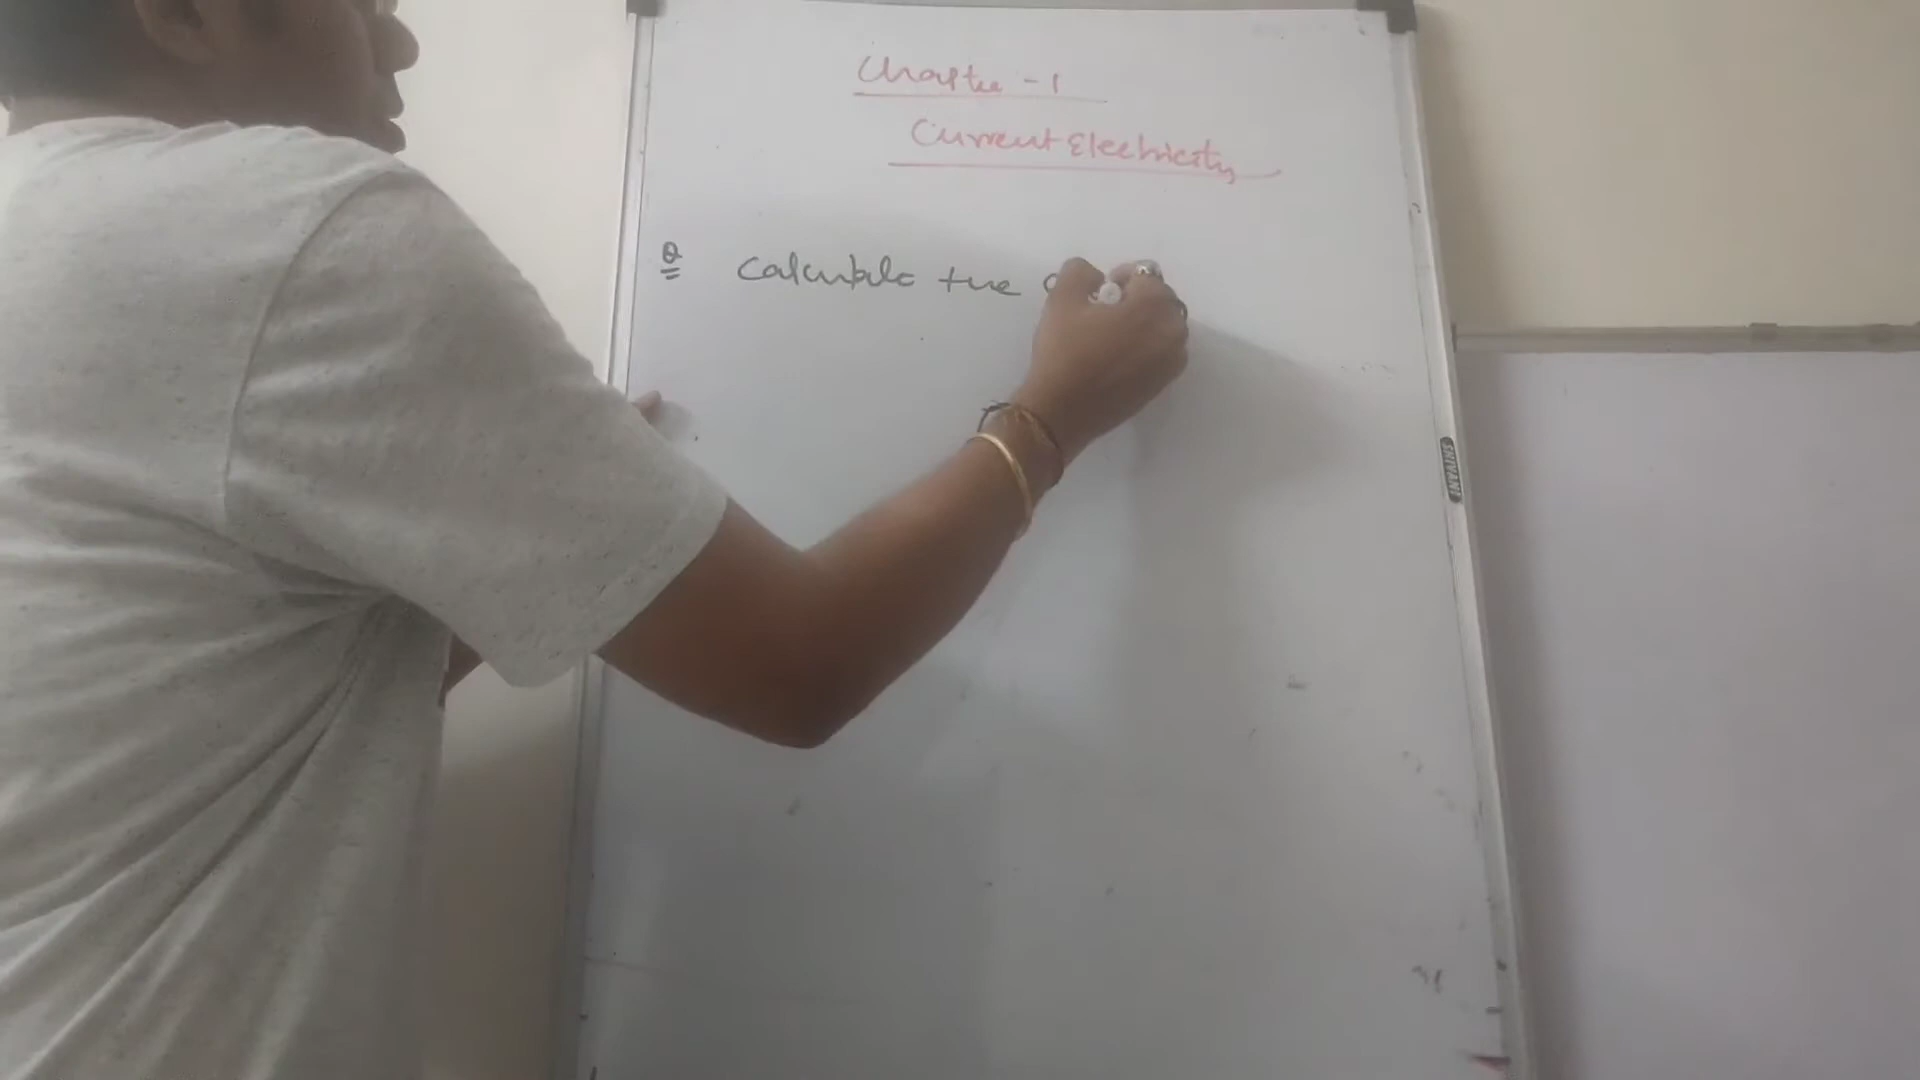 Chapter - 1
Current Electricity
Q Calculate the